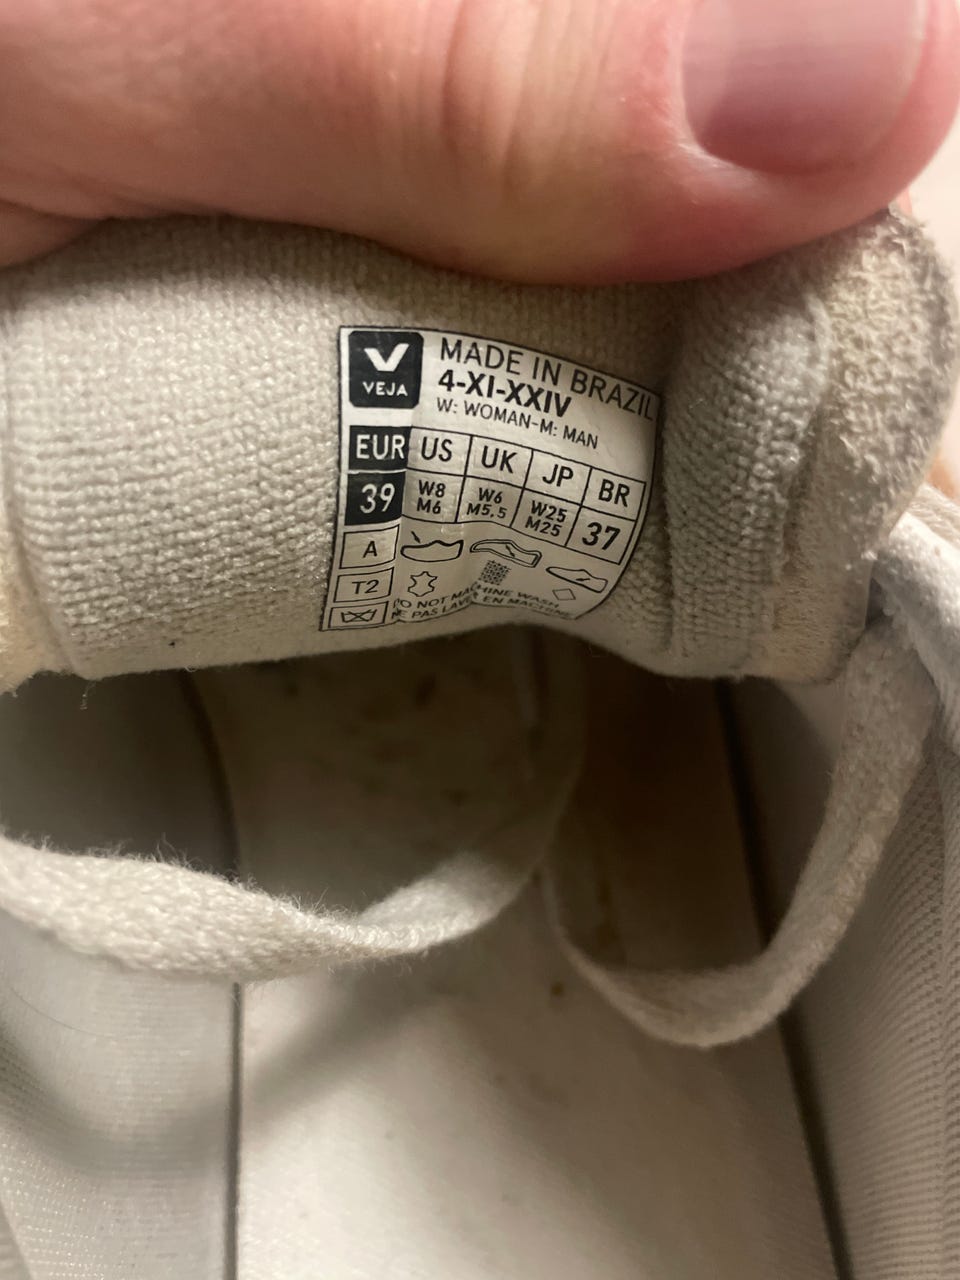 VEJA
MADE IN BRAZIL
4-XI-XXIV
W: WOMAN-M: MAN
EUR US UK JP BR
39 W8 M6 W6 M5,5 W25 M25 37
A
T2
DO NOT MACHINE WASH
NE PAS LAVER EN MACHINE